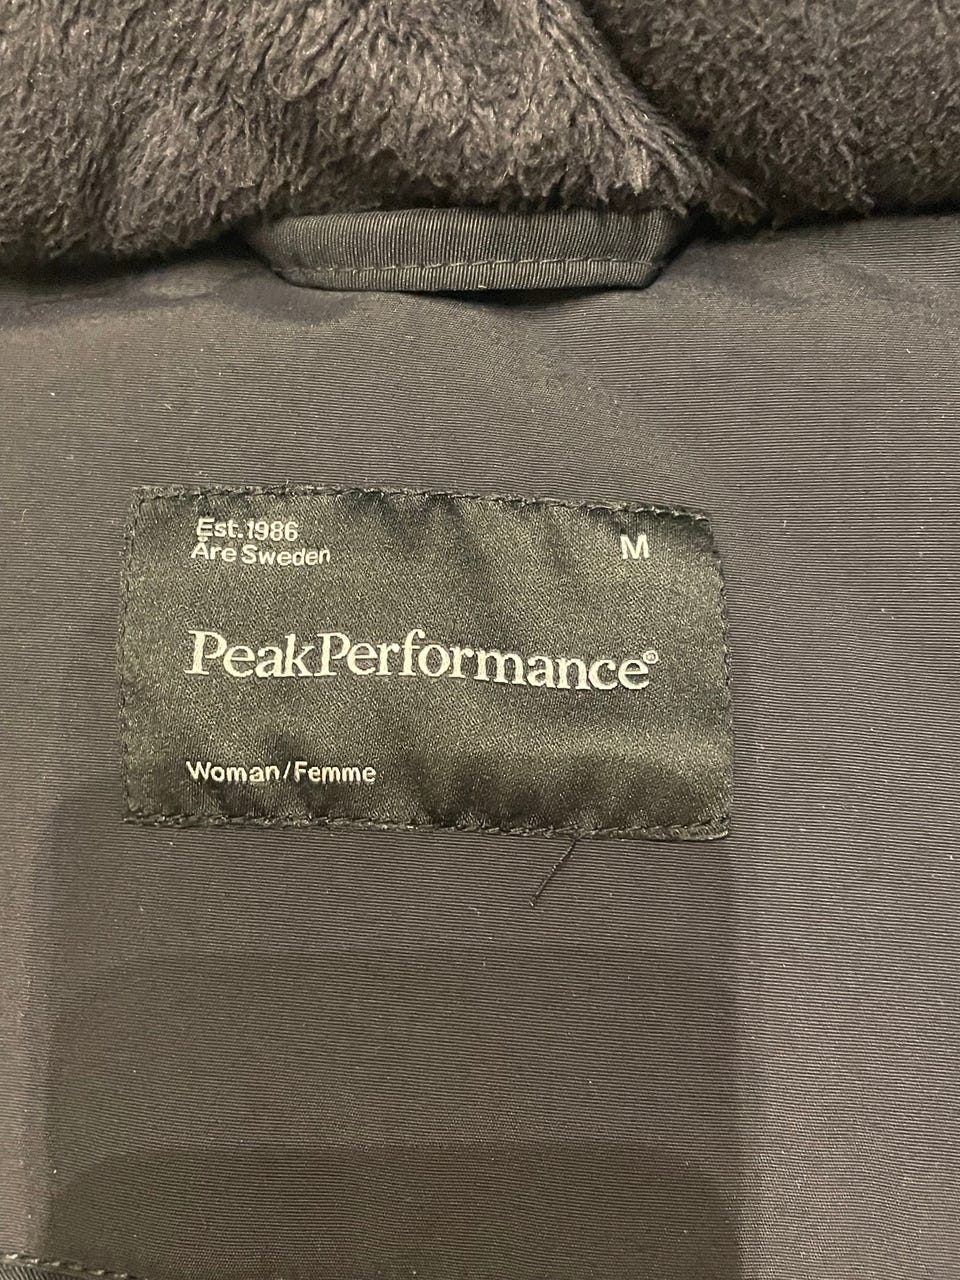 Est.1986
Åre Sweden
M
PeakPerformance®
Woman/Femme